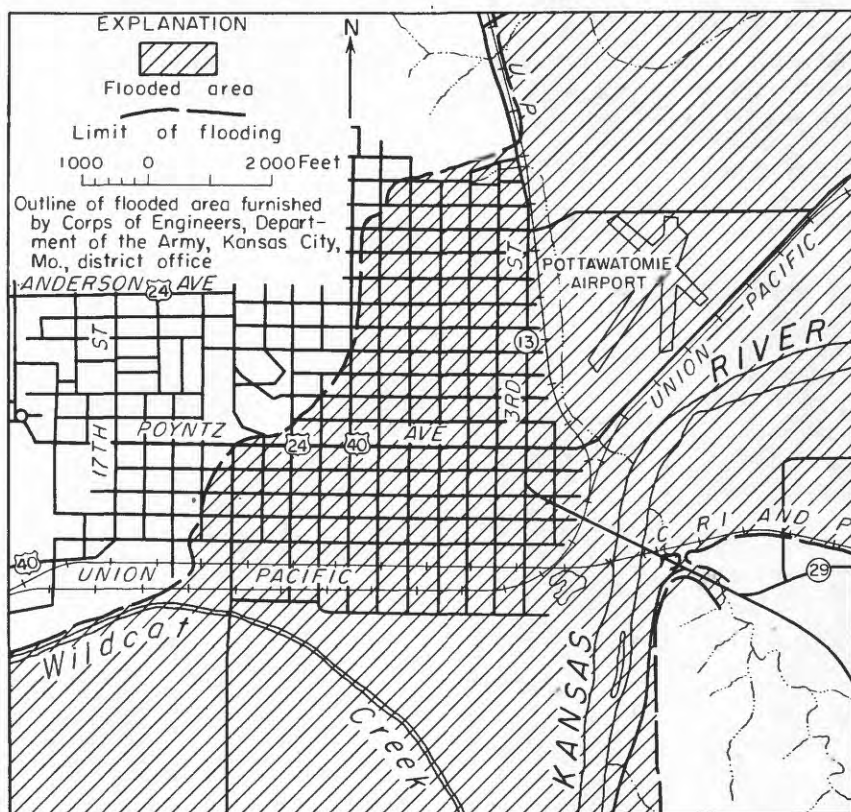 EXPLANATION
Flooded area
Limit of flooding
1000 0 2000 Feet
Outline of flooded area furnished
by Corps of Engineers, Depart-
ment of the Army, Kansas City,
Mo., district office
N
U P
ANDERSON AVE
24
17TH ST
POYNTZ AVE
24
40
3RD ST
13
POTTAWATOMIE
AIRPORT
UNION PACIFIC
RIVER
KANSAS
C R I AND P
29
40
UNION PACIFIC
Wildcat Creek